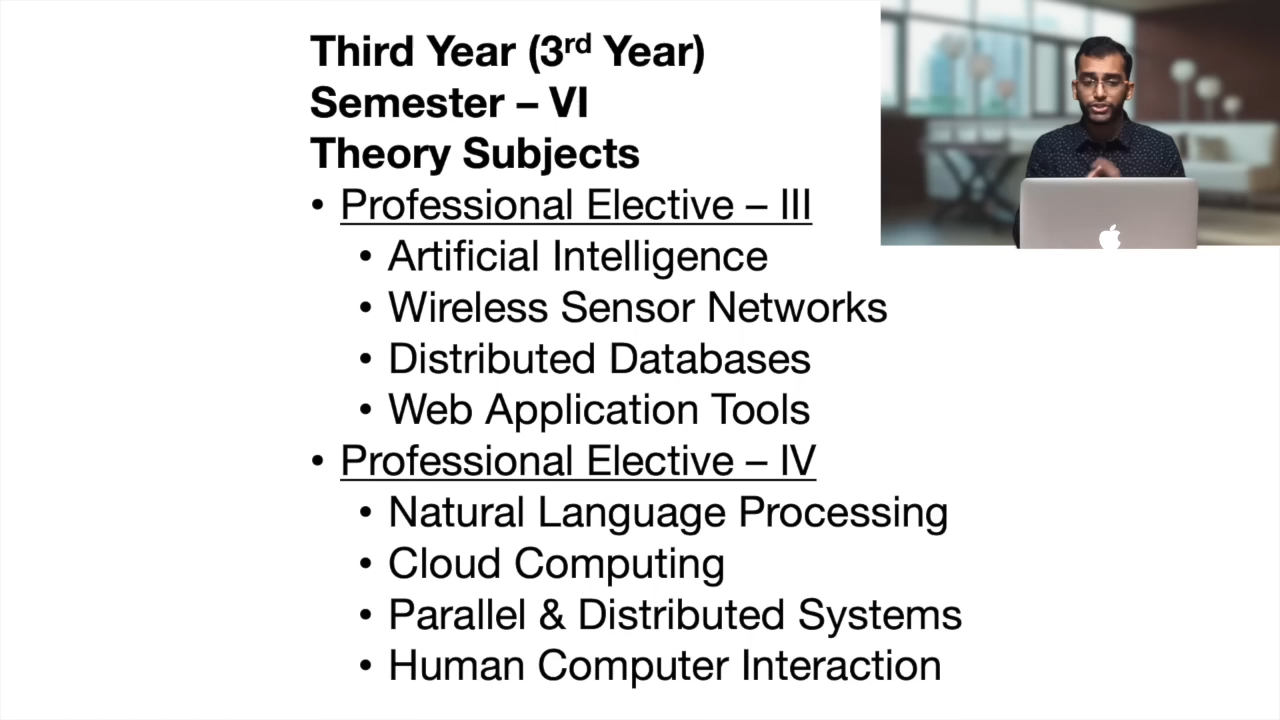 Third Year (3rd Year)
Semester – VI
Theory Subjects
• Professional Elective – III
• Artificial Intelligence
• Wireless Sensor Networks
• Distributed Databases
• Web Application Tools
• Professional Elective – IV
• Natural Language Processing
• Cloud Computing
• Parallel & Distributed Systems
• Human Computer Interaction